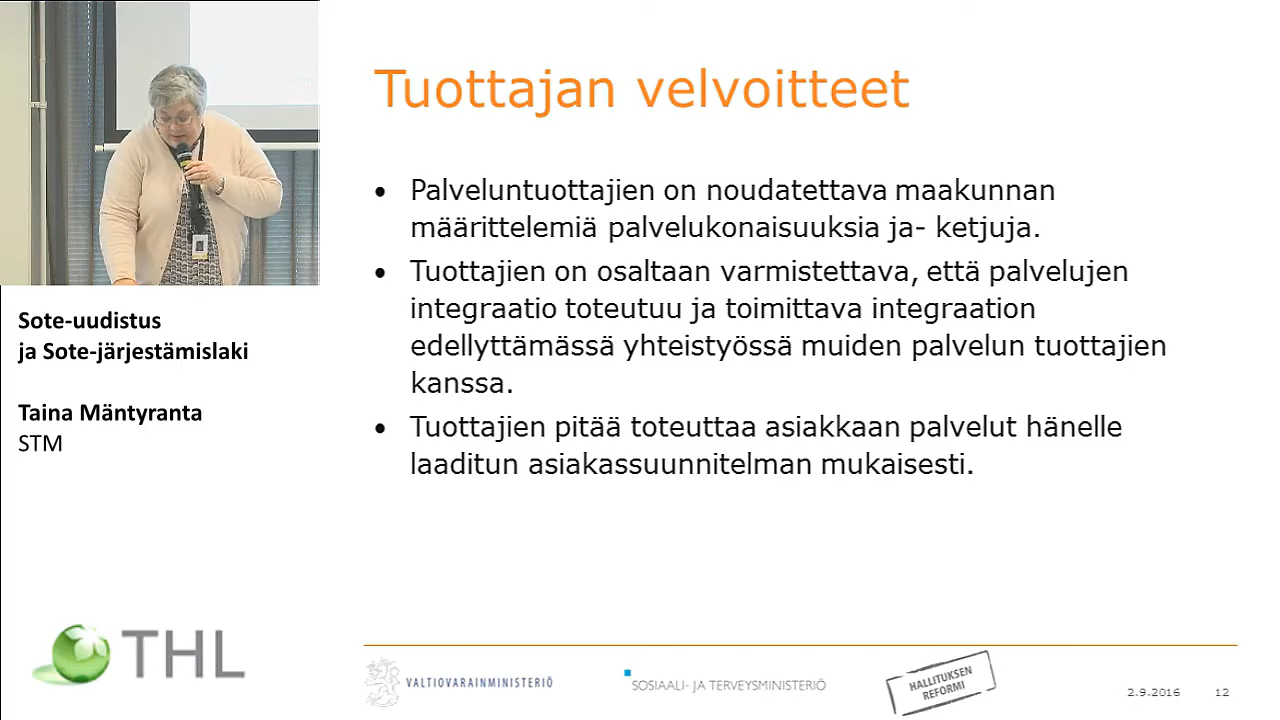 Tuottajan velvoitteet
• Palveluntuottajien on noudatettava maakunnan
määrittelemiä palvelukonaisuuksia ja- ketjuja.
• Tuottajien on osaltaan varmistettava, että palvelujen
integraatio toteutuu ja toimittava integraation
edellyttämässä yhteistyössä muiden palvelun tuottajien
kanssa.
• Tuottajien pitää toteuttaa asiakkaan palvelut hänelle
laaditun asiakassuunnitelman mukaisesti.
Sote-uudistus
ja Sote-järjestämislaki
Taina Mäntyranta
STM
THL
VALTIOVARAINMINISTERIÖ
SOSIAALI- JA TERVEYSMINISTERIÖ
HALLITUKSEN
REFORMI
2.9.2016
12